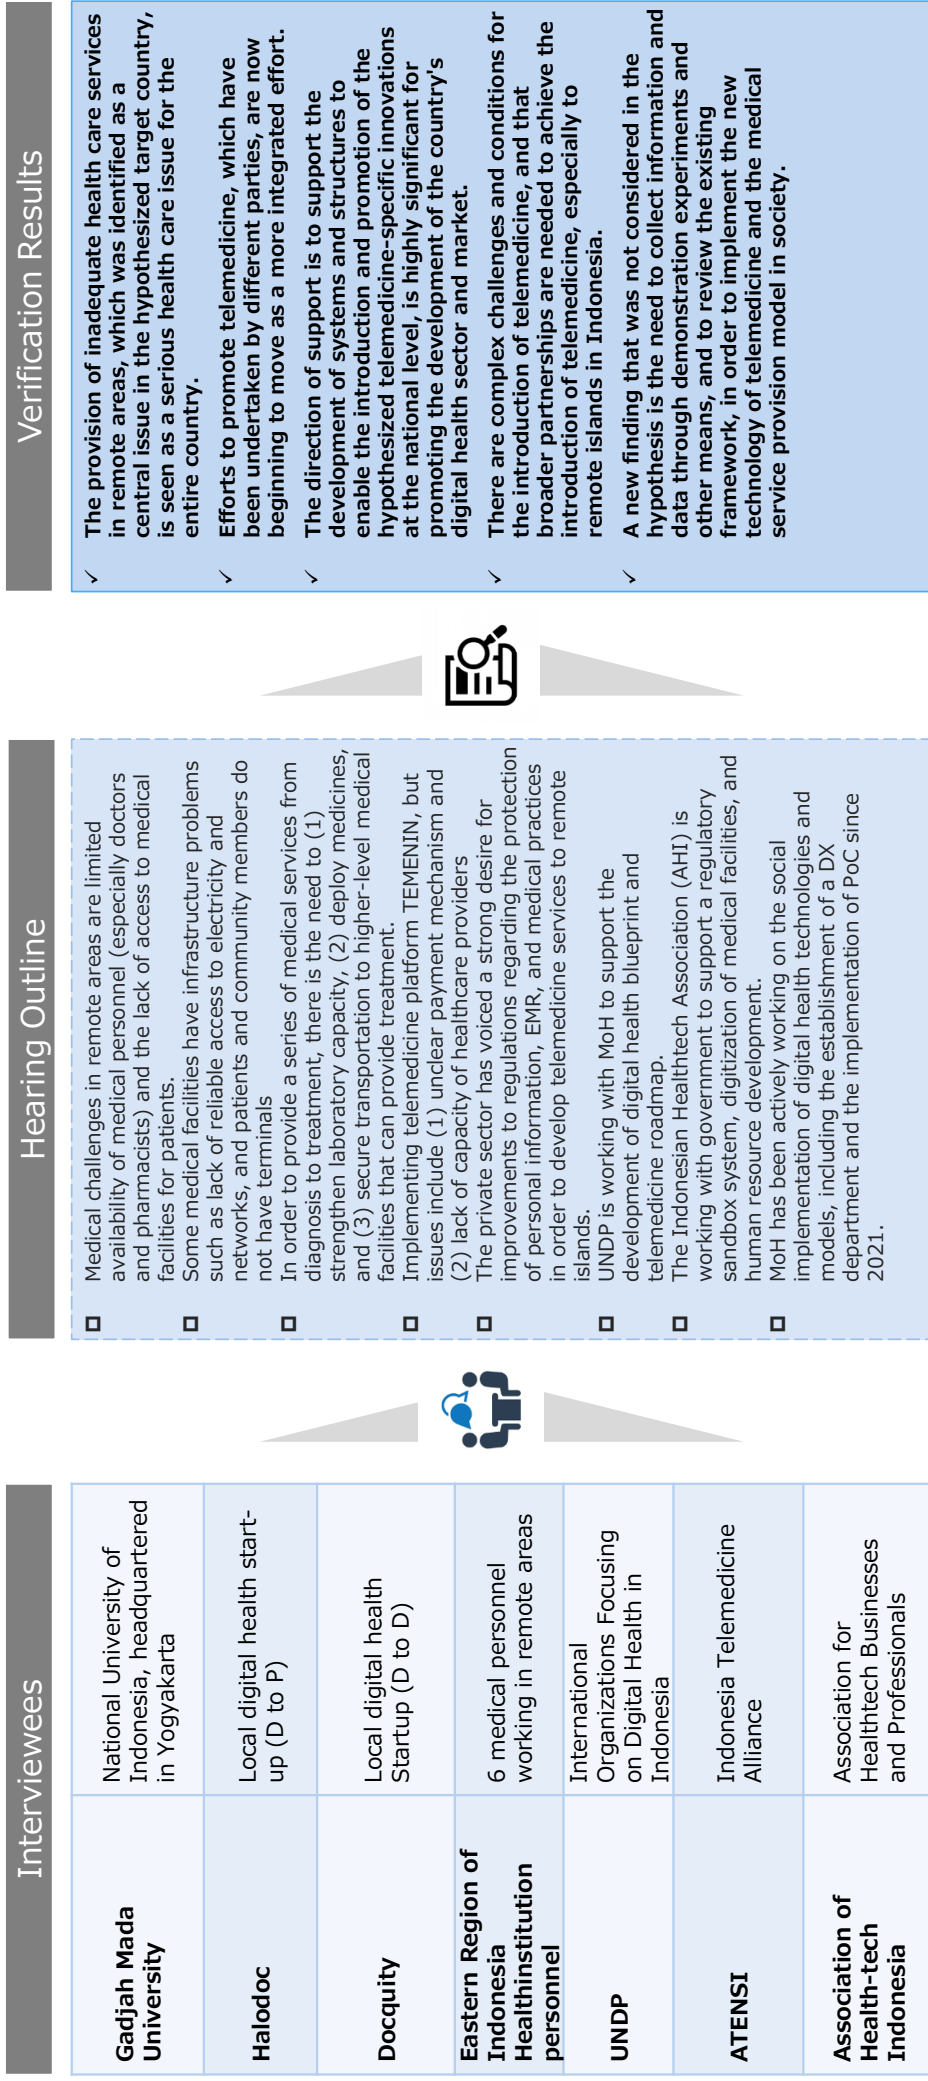 Interviewees
Gadjah Mada
University
National University of
Indonesia, headquartered
in Yogyakarta
Halodoc
Local digital health start-
up (D to P)
Docquity
Local digital health
Startup (D to D)
Eastern Region of
Indonesia
Healthinstitution
personnel
6 medical personnel
working in remote areas
UNDP
International
Organizations Focusing
on Digital Health in
Indonesia
ATENSI
Indonesia Telemedicine
Alliance
Association of
Health-tech
Indonesia
Association for
Healthtech Businesses
and Professionals
Hearing Outline
Medical challenges in remote areas are limited
availability of medical personnel (especially doctors
and pharmacists) and the lack of access to medical
facilities for patients.
Some medical facilities have infrastructure problems
such as lack of reliable access to electricity and
networks, and patients and community members do
not have terminals
In order to provide a series of medical services from
diagnosis to treatment, there is the need to (1)
strengthen laboratory capacity, (2) deploy medicines,
and (3) secure transportation to higher-level medical
facilities that can provide treatment.
Implementing telemedicine platform TEMENIN, but
issues include (1) unclear payment mechanism and
(2) lack of capacity of healthcare providers
The private sector has voiced a strong desire for
improvements to regulations regarding the protection
of personal information, EMR, and medical practices
in order to develop telemedicine services to remote
islands.
UNDP is working with MoH to support the
development of digital health blueprint and
telemedicine roadmap.
The Indonesian Healthtech Association (AHI) is
working with government to support a regulatory
sandbox system, digitization of medical facilities, and
human resource development.
MoH has been actively working on the social
implementation of digital health technologies and
models, including the establishment of a DX
department and the implementation of PoC since
2021.
Verification Results
✓ The provision of inadequate health care services
in remote areas, which was identified as a
central issue in the hypothesized target country,
is seen as a serious health care issue for the
entire country.
✓ Efforts to promote telemedicine, which have
been undertaken by different parties, are now
beginning to move as a more integrated effort.
✓ The direction of support is to support the
development of systems and structures to
enable the introduction and promotion of the
hypothesized telemedicine-specific innovations
at the national level, is highly significant for
promoting the development of the country's
digital health sector and market.
✓ There are complex challenges and conditions for
the introduction of telemedicine, and that
broader partnerships are needed to achieve the
introduction of telemedicine, especially to
remote islands in Indonesia.
✓ A new finding that was not considered in the
hypothesis is the need to collect information and
data through demonstration experiments and
other means, and to review the existing
framework, in order to implement the new
technology of telemedicine and the medical
service provision model in society.